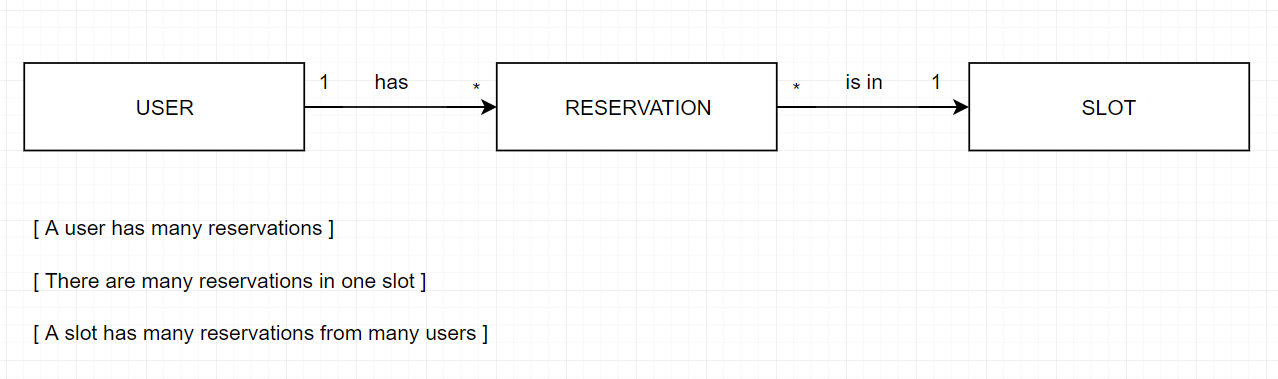 1 has * * is in 1
USER RESERVATION SLOT
[ A user has many reservations ]
[ There are many reservations in one slot ]
[ A slot has many reservations from many users ]